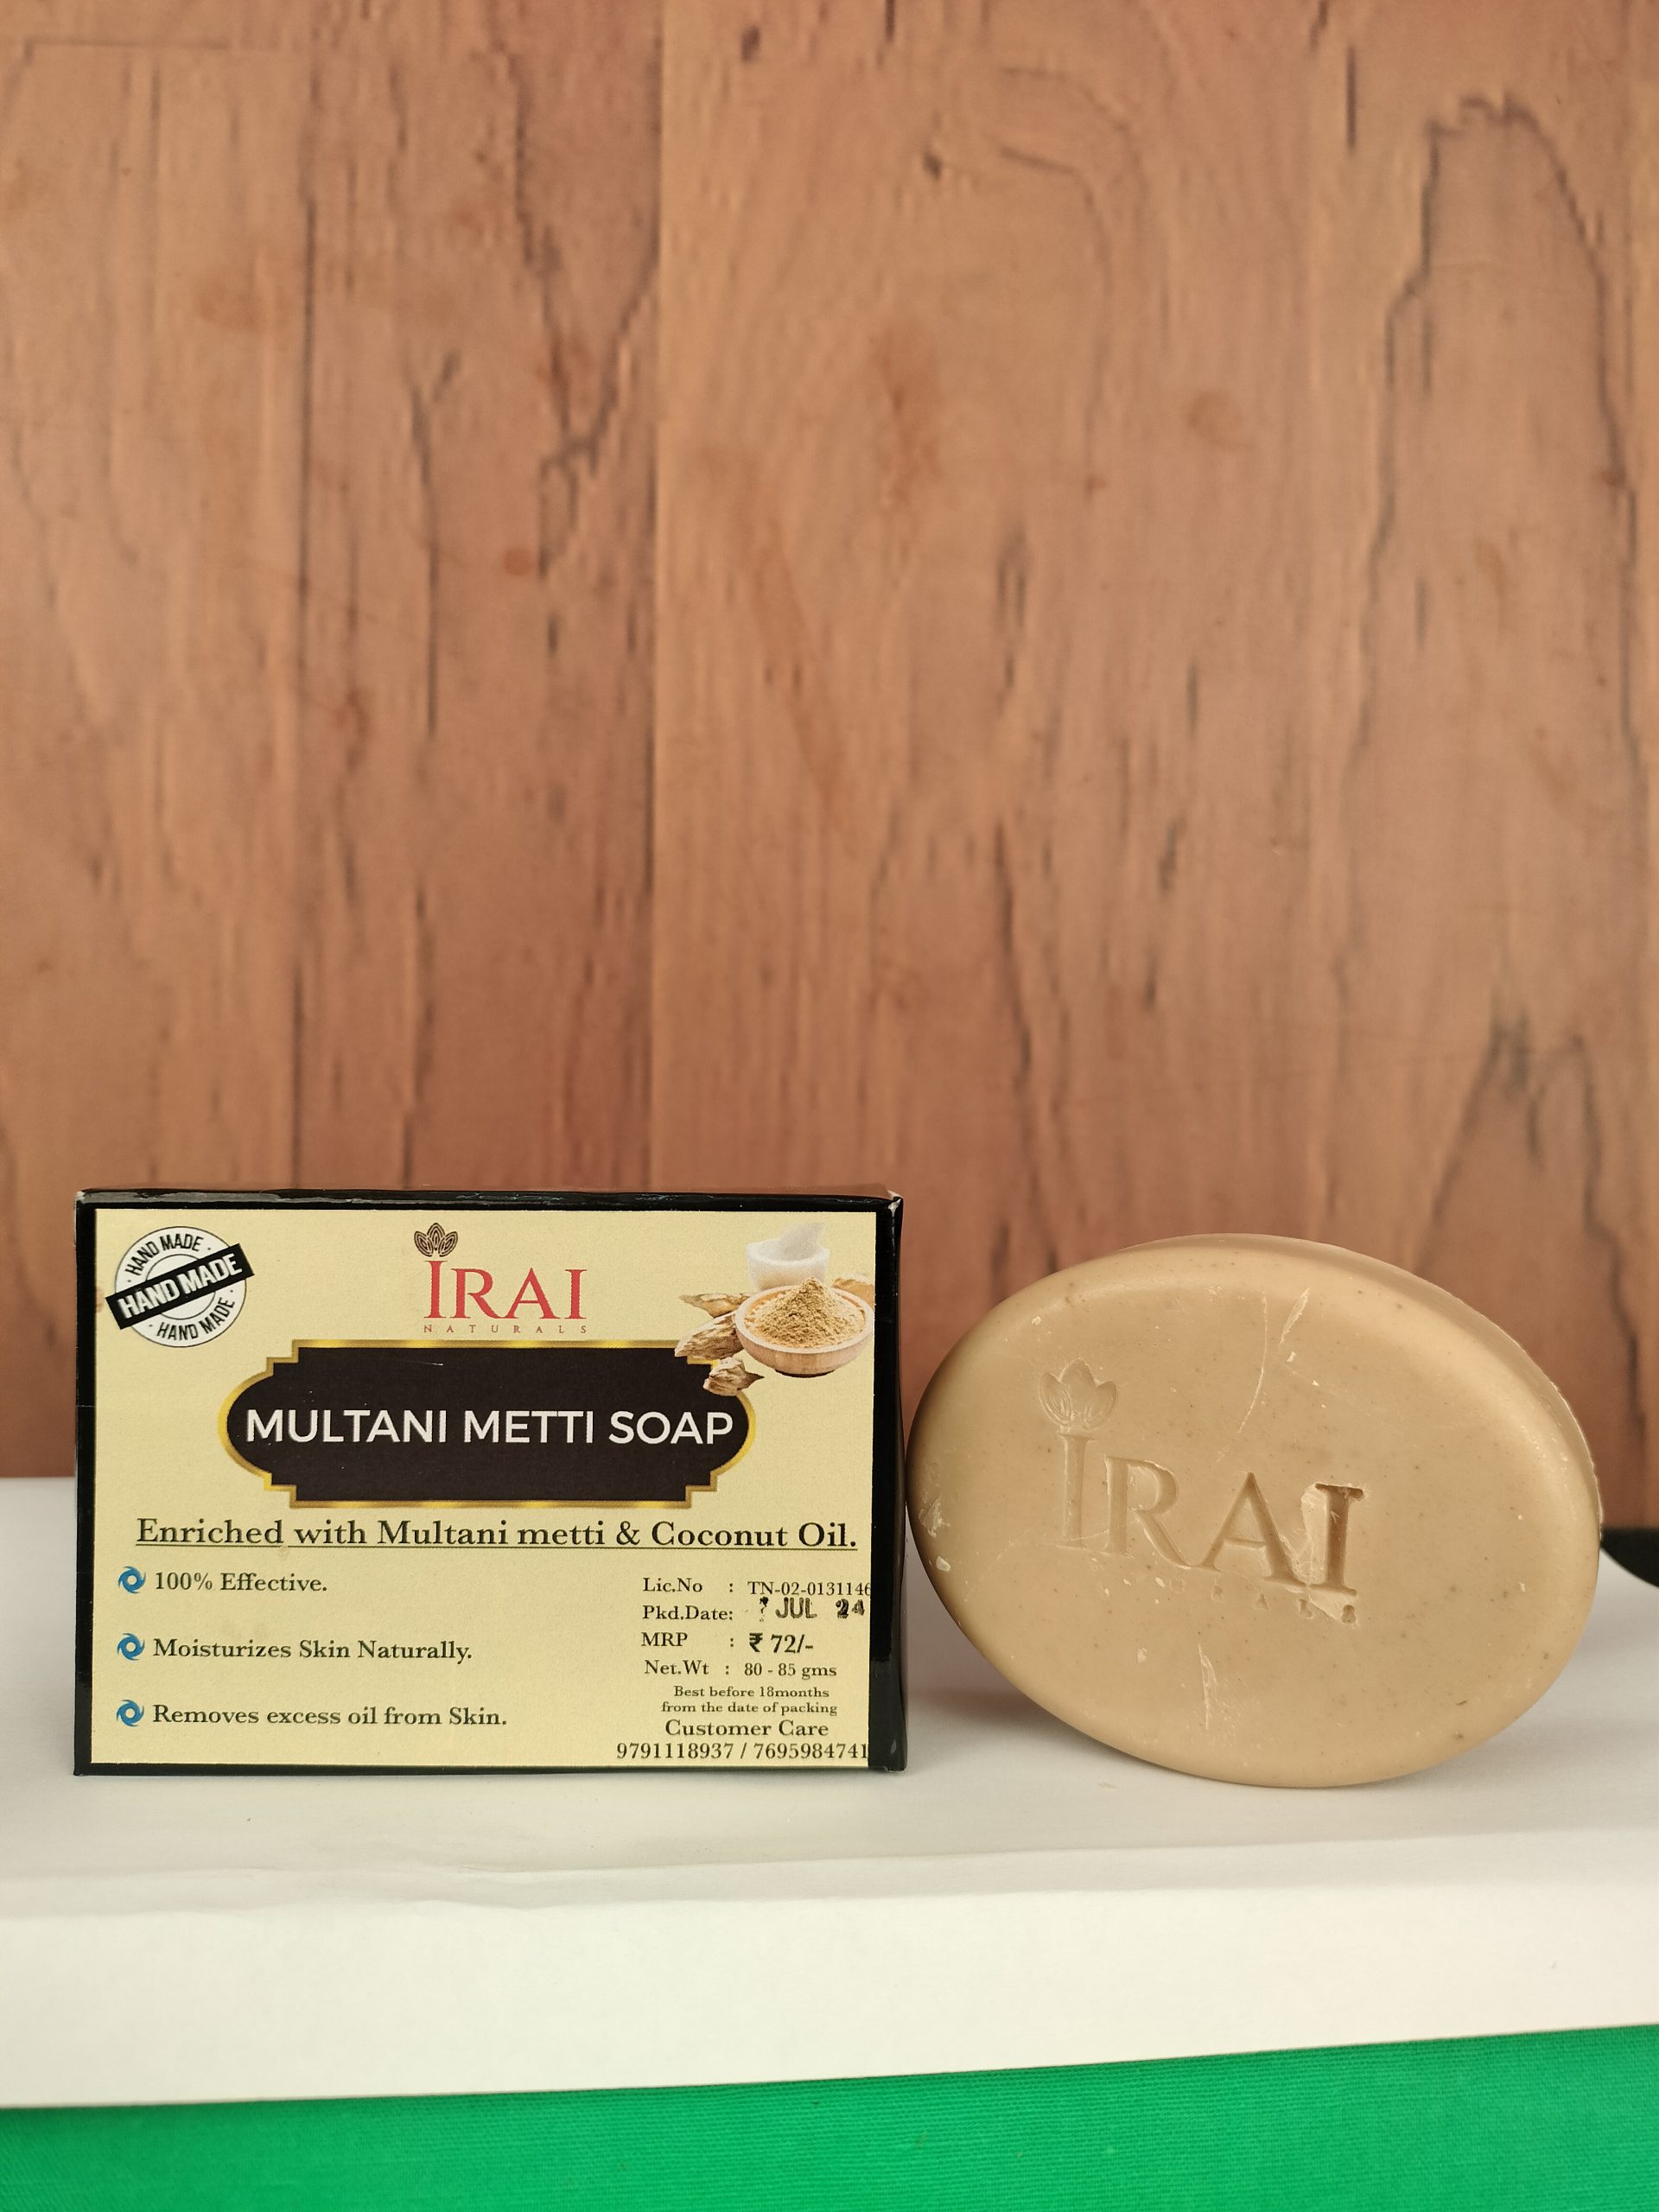 HAND MADE
HAND MADE
HAND MADE
IRAI
NATURALS
MULTANI METTI SOAP
Enriched with Multani metti & Coconut Oil.
100% Effective.
Moisturizes Skin Naturally.
Removes excess oil from Skin.
Lic.No : TN-02-0131146
Pkd.Date: JUL 24
MRP : ₹ 72/-
Net.Wt : 80 - 85 gms
Best before 18months
from the date of packing
Customer Care
9791118937 / 7695984741
IRAI